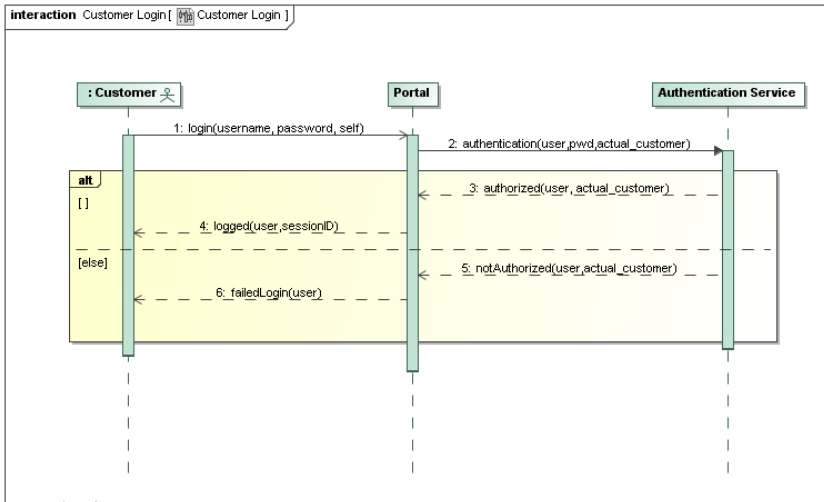 interaction Customer Login[ Customer Login ]
: Customer
Portal
Authentication Service
1: login(username, password, self)
2: authentication(user,pwd,actual_customer)
alt
[ ]
3: authorized(user, actual_customer)
4: logged(user,sessionID)
[else]
5: notAuthorized(user,actual_customer)
6: failedLogin(user)